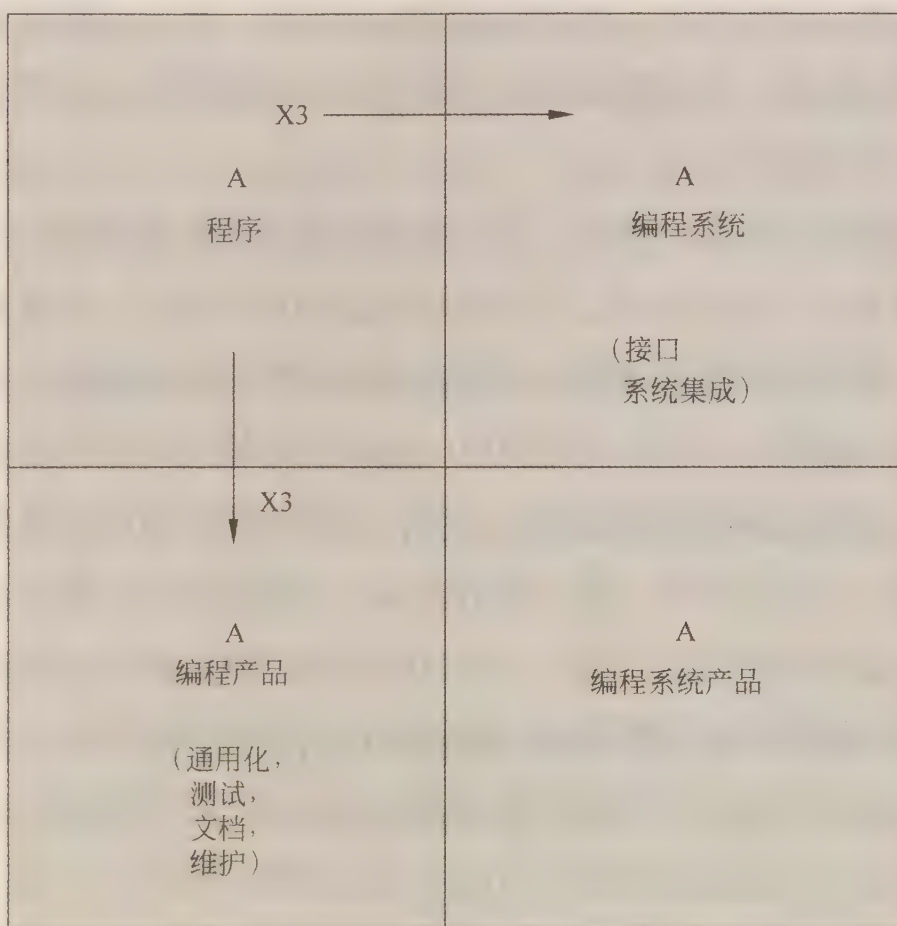 X3
A
程序
A
编程系统
（接口
系统集成）
X3
A
编程产品
（通用化，
测试，
文档，
维护）
A
编程系统产品